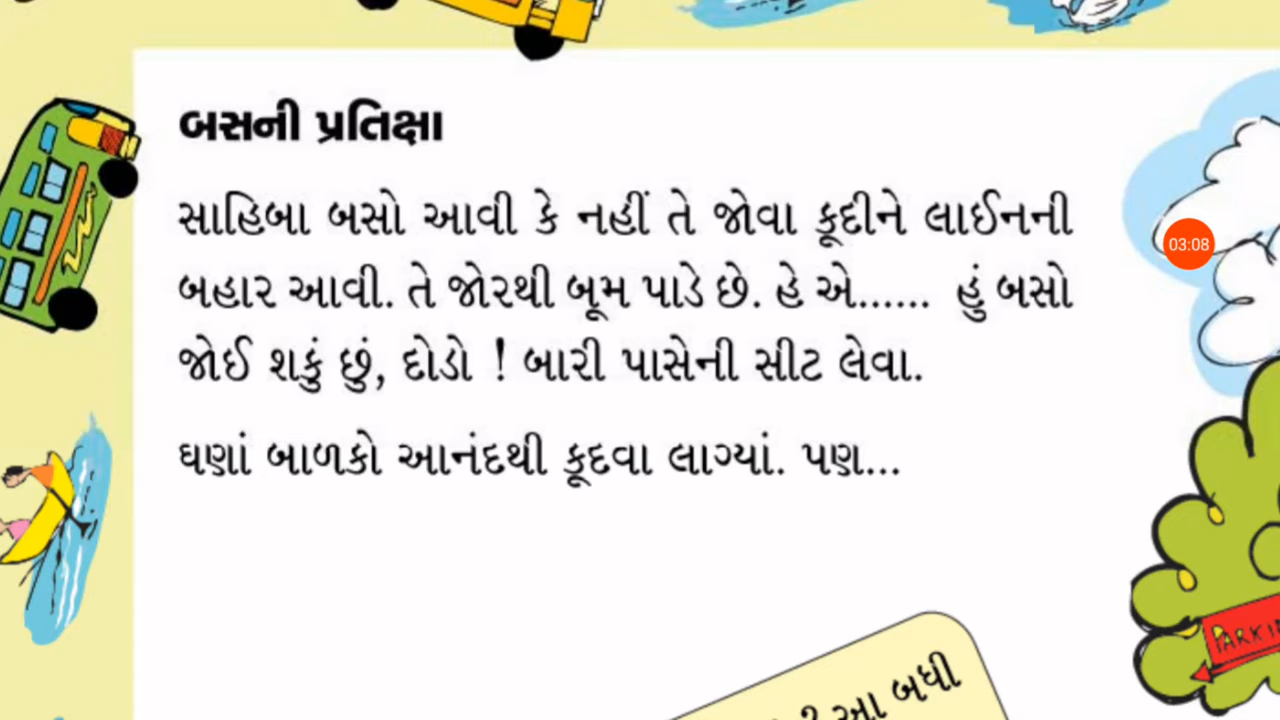 બસની પ્રતિક્ષા
સાહિબા બસો આવી કે નહીં તે જોવા કૂદીને લાઈનની
બહાર આવી. તે જોરથી બૂમ પાડે છે. હે એ...... હું બસો
જોઈ શકું છું, દોડો ! બારી પાસેની સીટ લેવા.
ઘણાં બાળકો આનંદથી કૂદવા લાગ્યાં. પણ...
03:08
? આ બધી